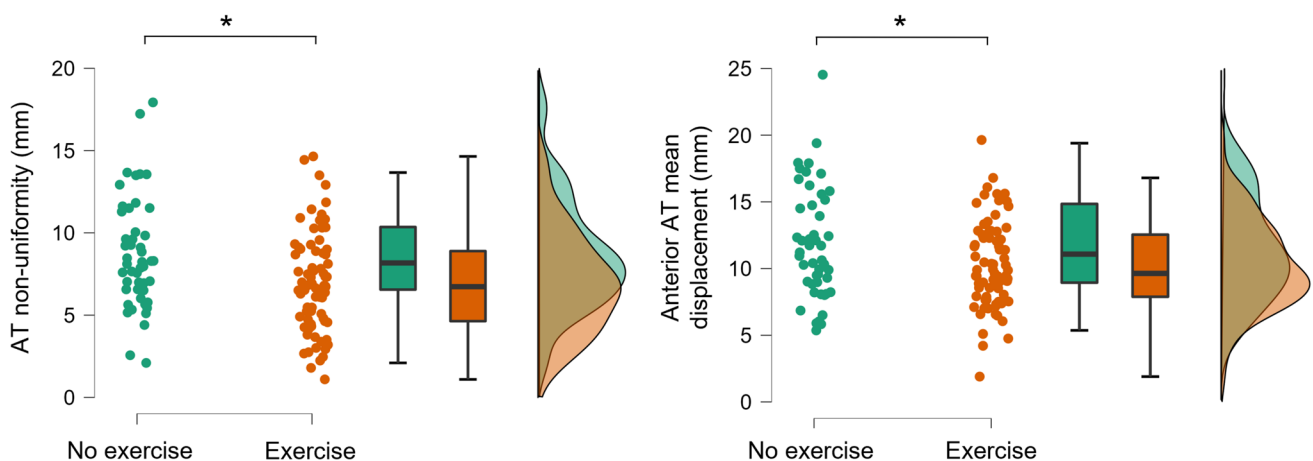 *
20
15
10
5
0
AT non-uniformity (mm)
No exercise
Exercise
*
25
20
15
10
5
0
Anterior AT mean
displacement (mm)
No exercise
Exercise